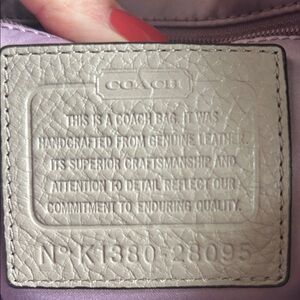 COACH
THIS IS A COACH BAG. IT WAS
HANDCRAFTED FROM GENUINE LEATHER.
ITS SUPERIOR CRAFTSMANSHIP AND
ATTENTION TO DETAIL REFLECT OUR
COMMITMENT TO ENDURING QUALITY.
Nº K1380-28095